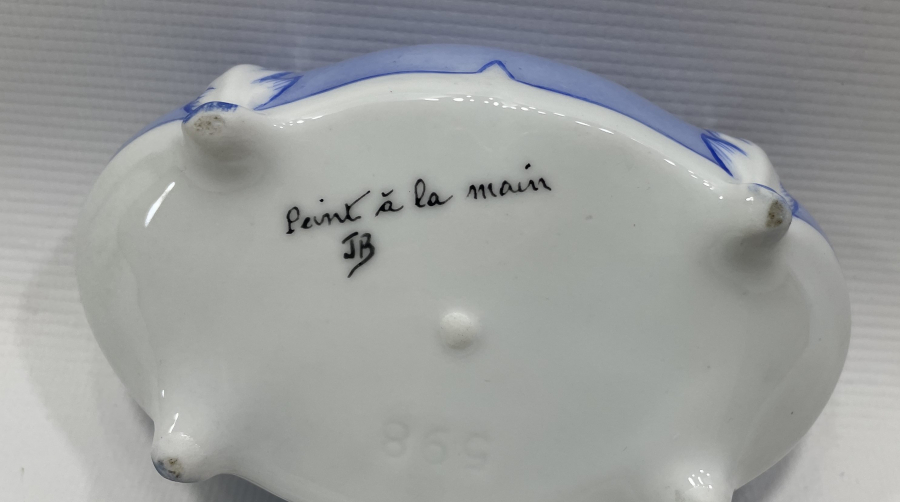 Peint à la main
JB